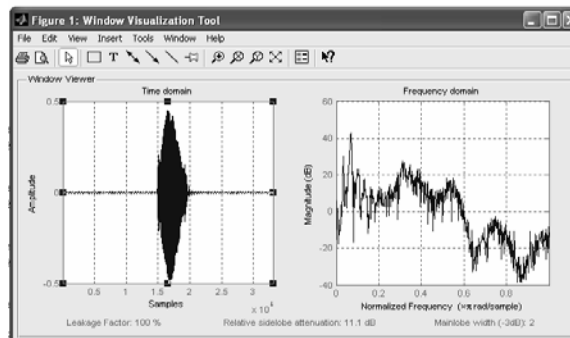 Figure 1: Window Visualization Tool
File Edit View Insert Tools Window Help
Window Viewer
Time domain
Frequency domain
0.5
0
-0.5
Amplitude
0.5 1 1.5 2 2.5 3
Samples
x 10^4
60
40
20
0
-20
-40
Magnitude (dB)
0 0.2 0.4 0.6 0.8
Normalized Frequency (×π rad/sample)
Leakage Factor: 100 %
Relative sidelobe attenuation: 11.1 dB
Mainlobe width (-3dB): 2